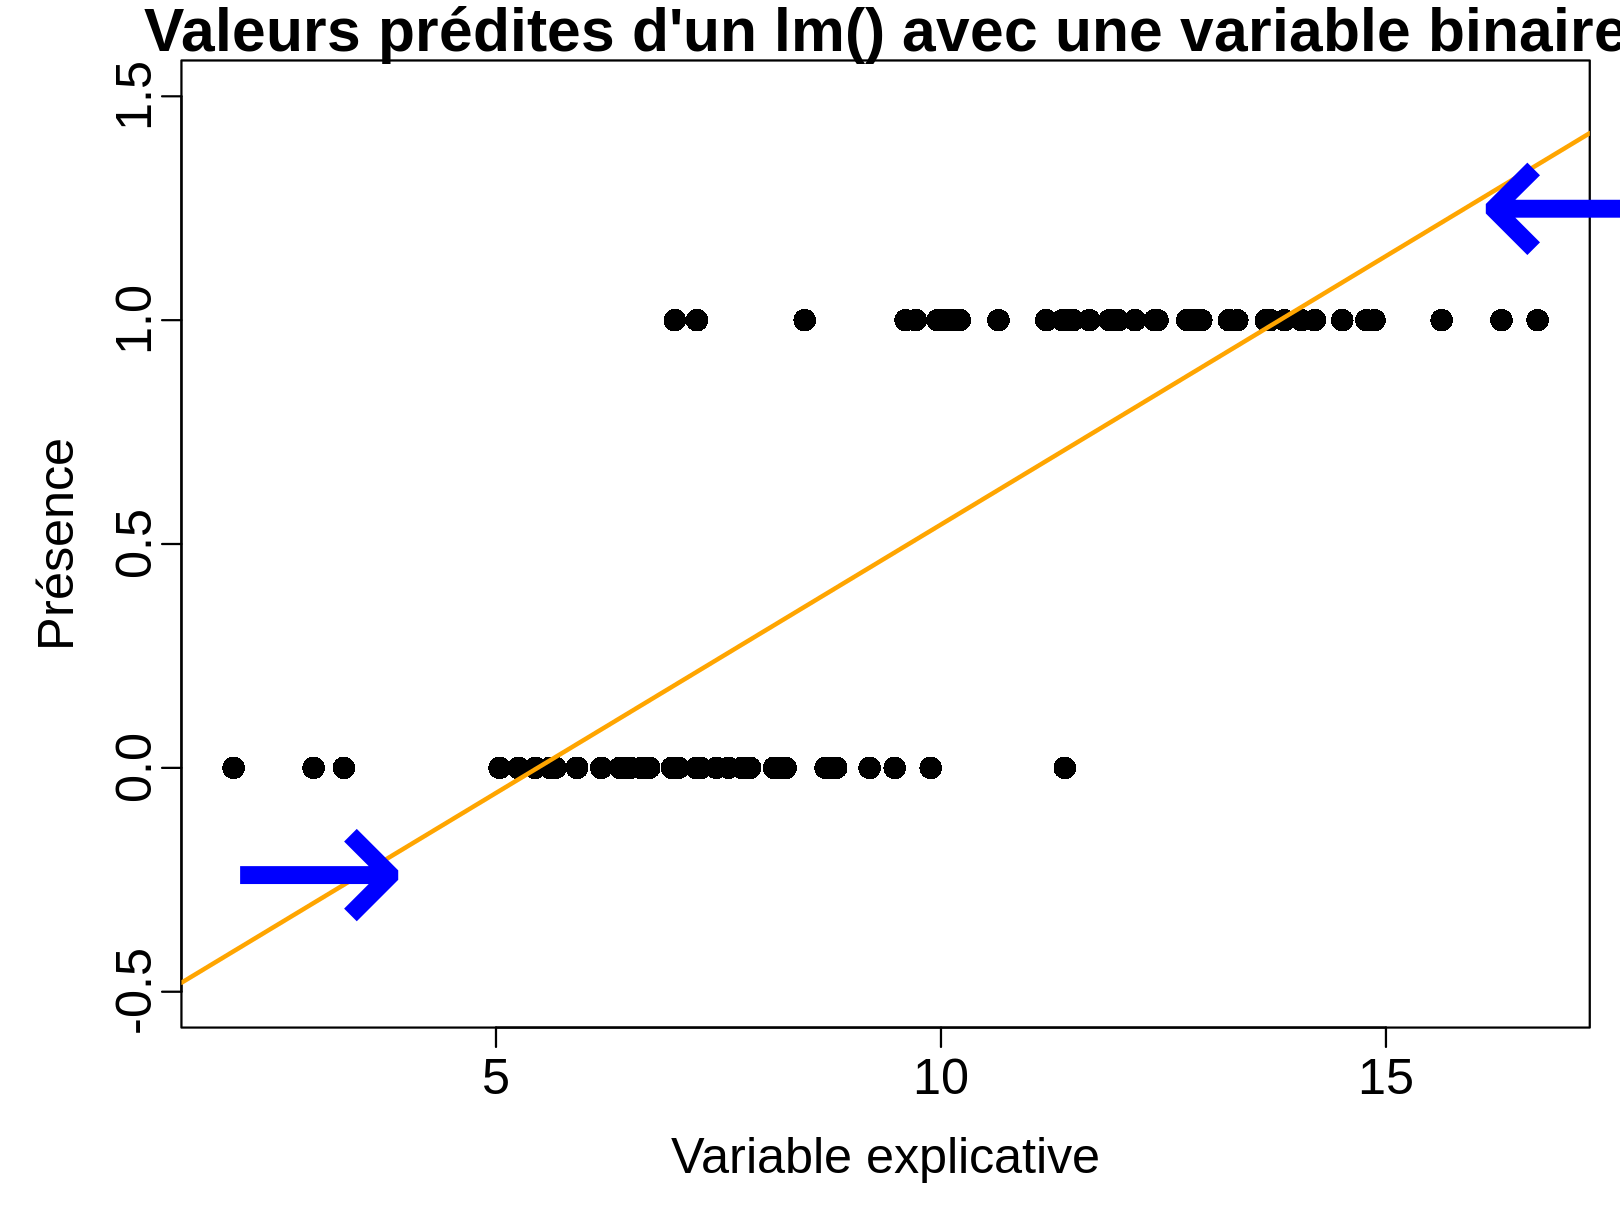 Valeurs prédites d'un lm() avec une variable binaire
1.5
1.0
0.5
0.0
-0.5
Présence
5 10 15
Variable explicative